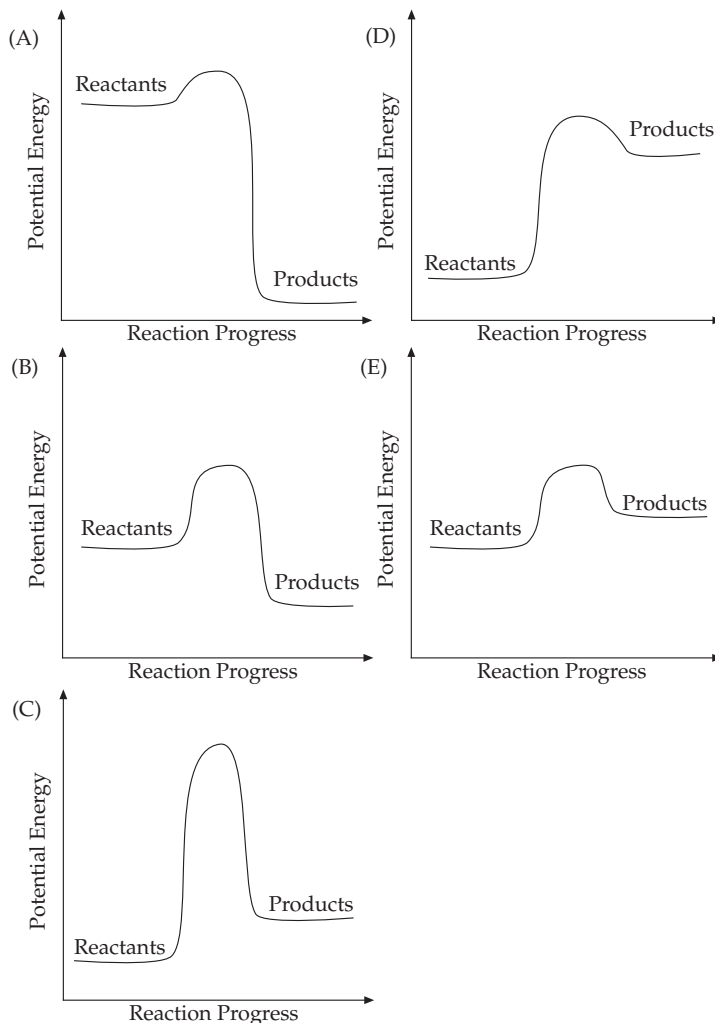 (A)
Potential Energy
Reactants
Products
Reaction Progress
(D)
Potential Energy
Reactants
Products
Reaction Progress
(B)
Potential Energy
Reactants
Products
Reaction Progress
(E)
Potential Energy
Reactants
Products
Reaction Progress
(C)
Potential Energy
Reactants
Products
Reaction Progress